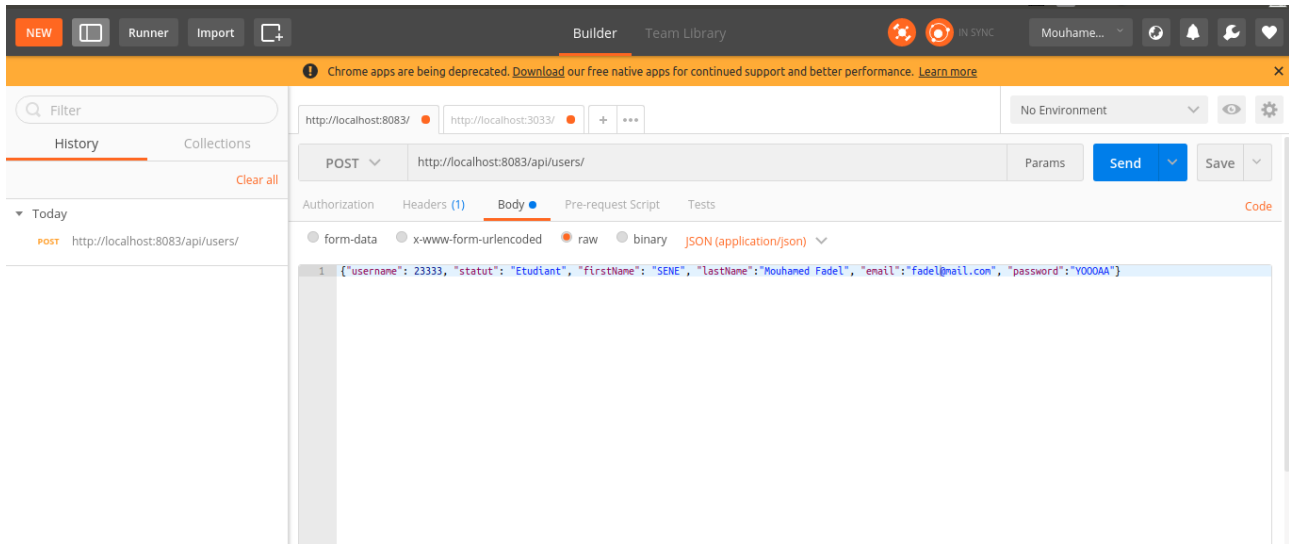 NEW Runner Import Builder Team Library IN SYNC Mouhame...
Chrome apps are being deprecated. Download our free native apps for continued support and better performance. Learn more
Filter
History Collections
Clear all
Today
POST http://localhost:8083/api/users/
http://localhost:8083/ http://localhost:3033/ + ••• No Environment
POST http://localhost:8083/api/users/ Params Send Save
Authorization Headers (1) Body Pre-request Script Tests Code
form-data x-www-form-urlencoded raw binary JSON (application/json)
1 {"username": 23333, "statut": "Etudiant", "firstName": "SENE", "lastName":"Mouhamed Fadel", "email":"fadel@mail.com", "password":"YOOOAA"}